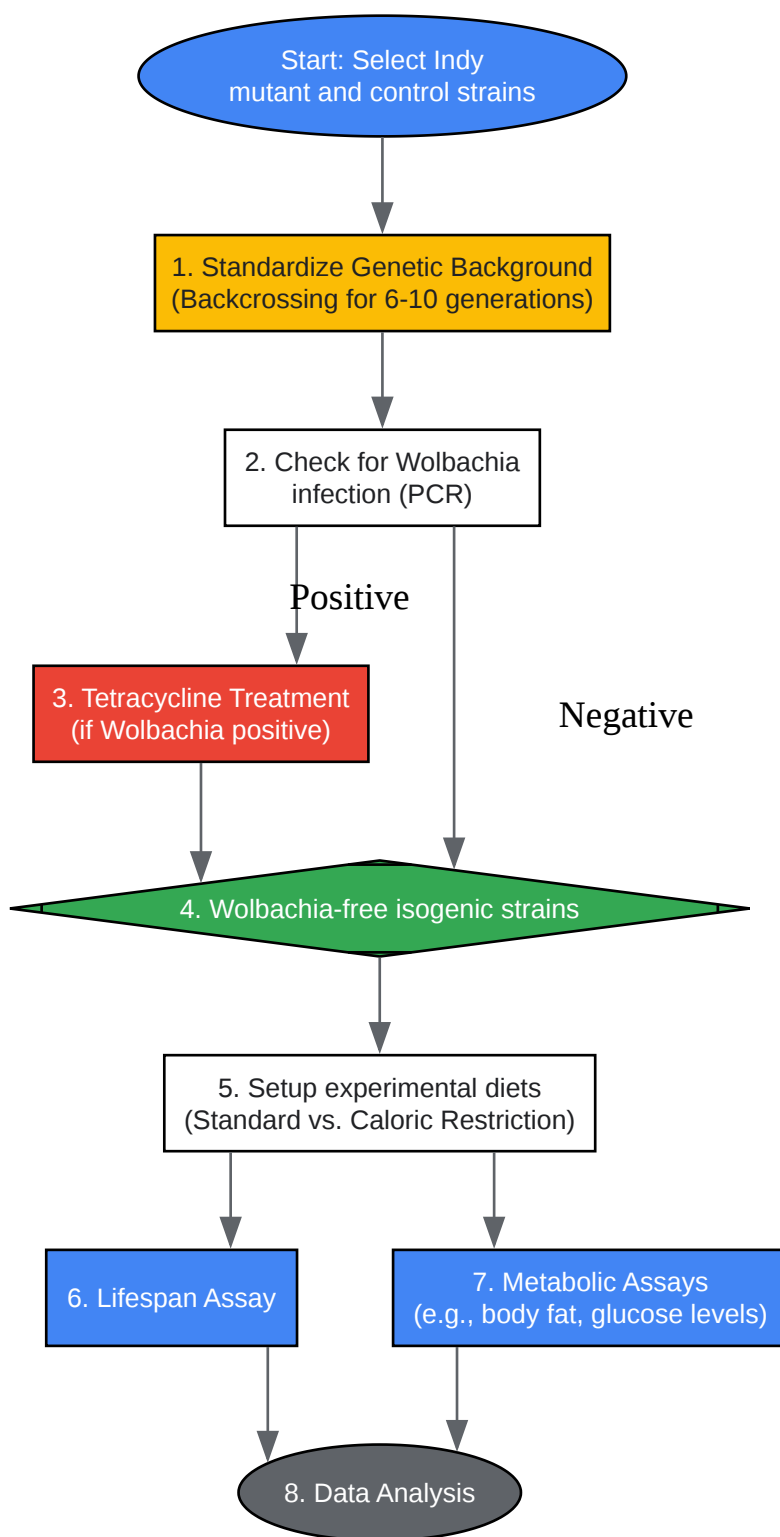 Start: Select Indy
mutant and control strains
1. Standardize Genetic Background
(Backcrossing for 6-10 generations)
2. Check for Wolbachia
infection (PCR)
Positive
3. Tetracycline Treatment
(if Wolbachia positive)
Negative
4. Wolbachia-free isogenic strains
5. Setup experimental diets
(Standard vs. Caloric Restriction)
6. Lifespan Assay
7. Metabolic Assays
(e.g., body fat, glucose levels)
8. Data Analysis